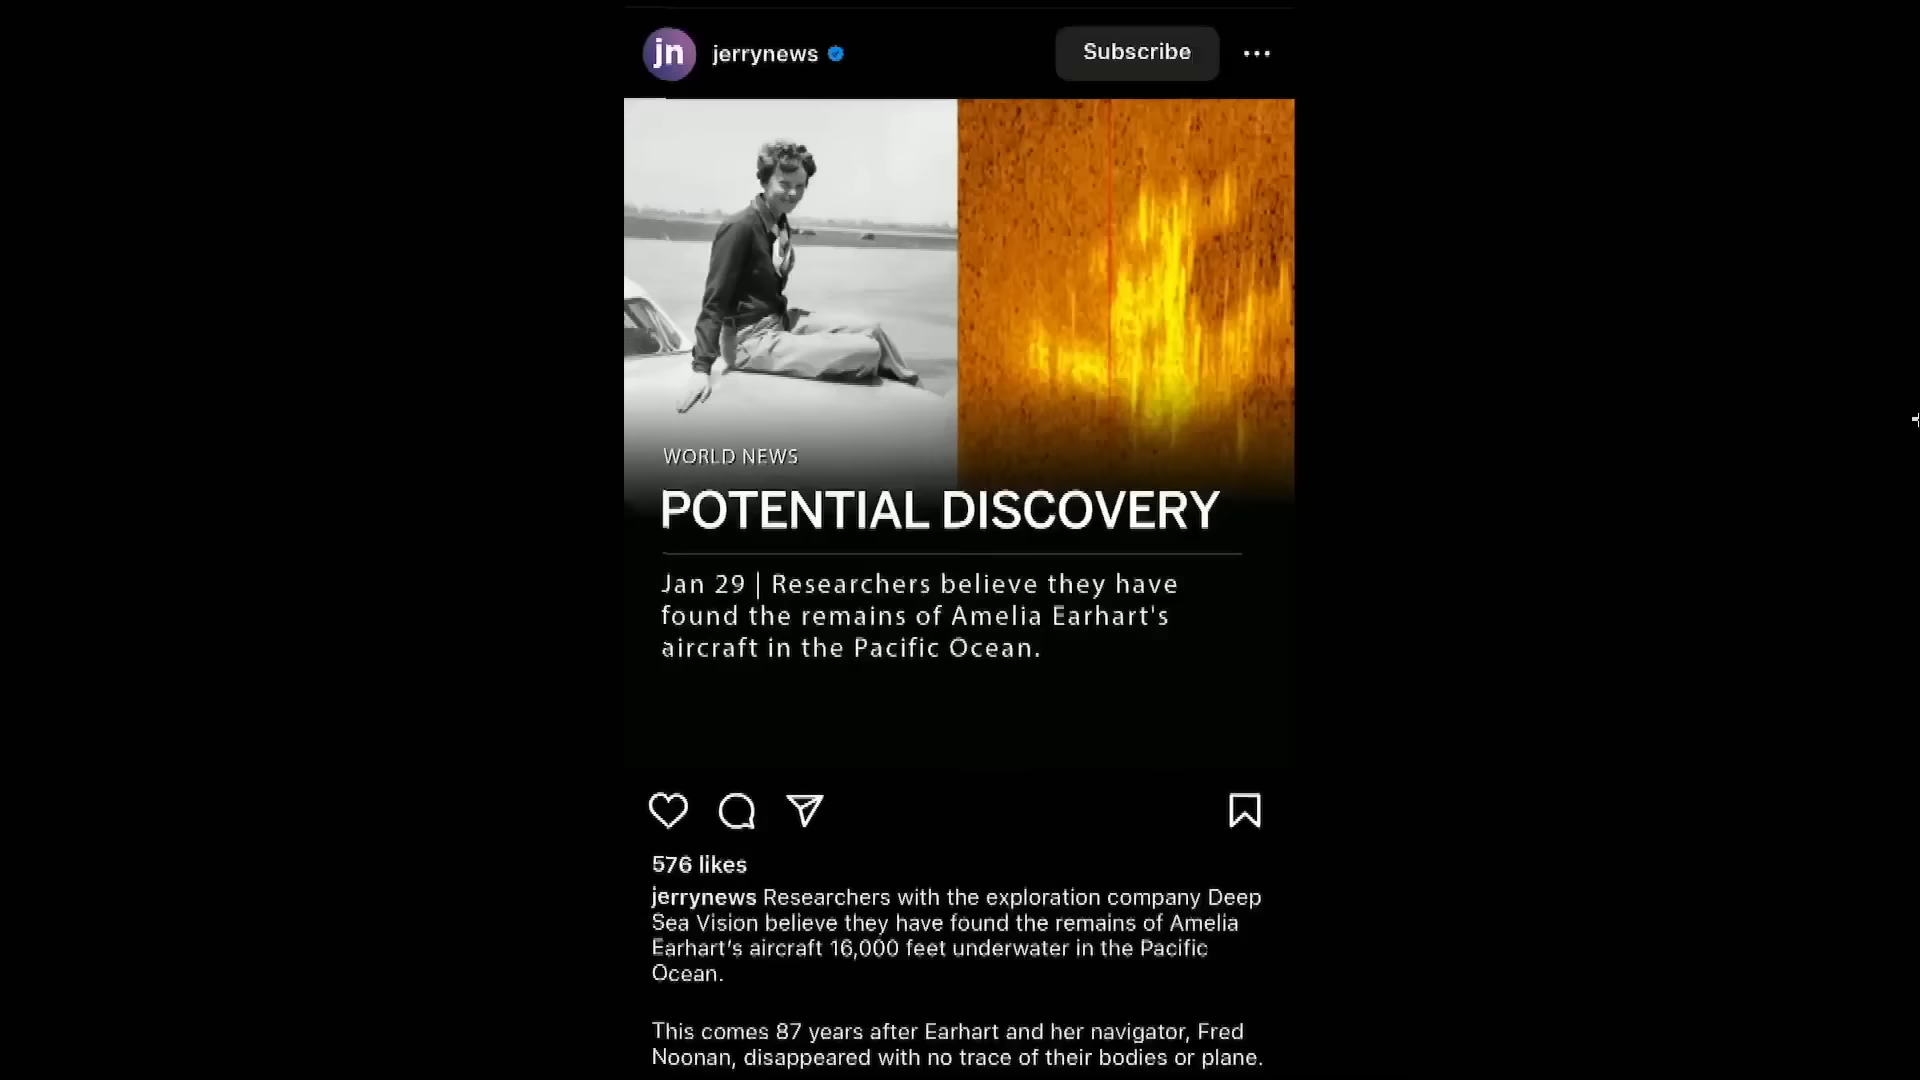 jn jerrynews Subscribe
WORLD NEWS
POTENTIAL DISCOVERY
Jan 29 | Researchers believe they have
found the remains of Amelia Earhart's
aircraft in the Pacific Ocean.
576 likes
jerrynews Researchers with the exploration company Deep
Sea Vision believe they have found the remains of Amelia
Earhart's aircraft 16,000 feet underwater in the Pacific
Ocean.
This comes 87 years after Earhart and her navigator, Fred
Noonan, disappeared with no trace of their bodies or plane.